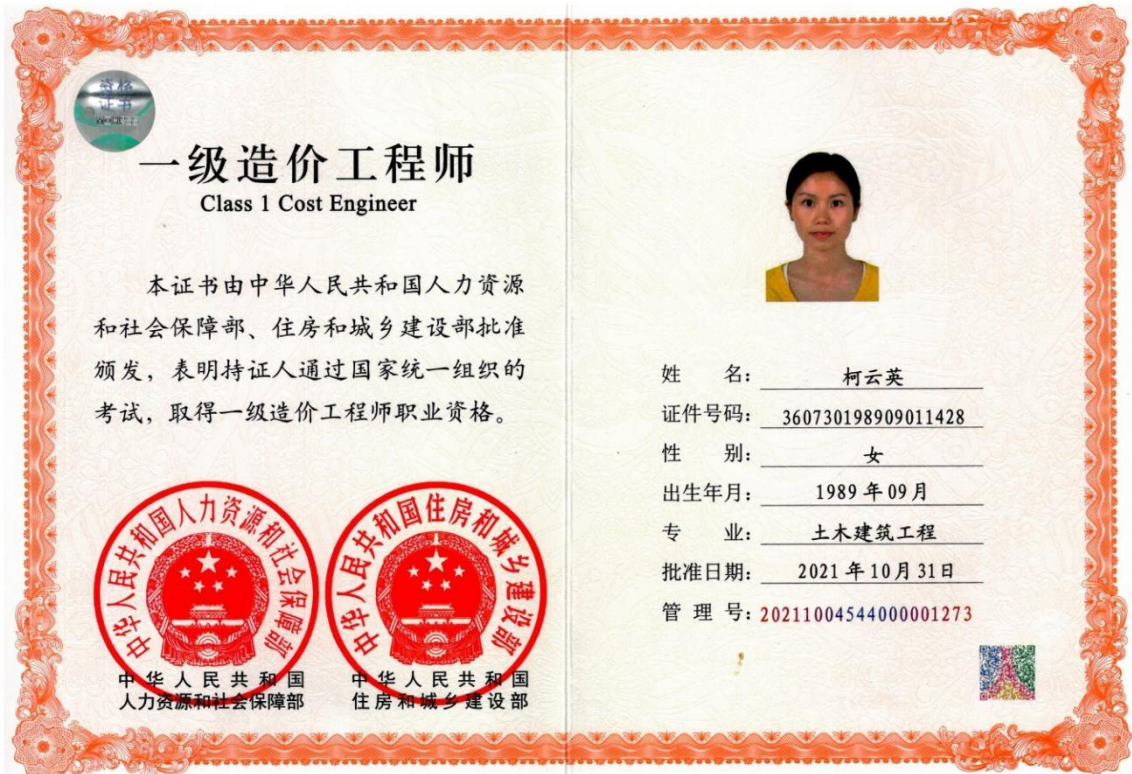 资格
证书
一级造价工程师
Class 1 Cost Engineer
本证书由中华人民共和国人力资源
和社会保障部、住房和城乡建设部批准
颁发，表明持证人通过国家统一组织的
考试，取得一级造价工程师职业资格。
中华人民共和国人力资源和社会保障部
中华人民共和国住房和城乡建设部
中华人民共和国
人力资源和社会保障部
中华人民共和国
住房和城乡建设部
姓 名：柯云英
证件号码：360730198909011428
性 别：女
出生年月：1989年09月
专 业：土木建筑工程
批准日期：2021年10月31日
管 理 号：20211004544000001273